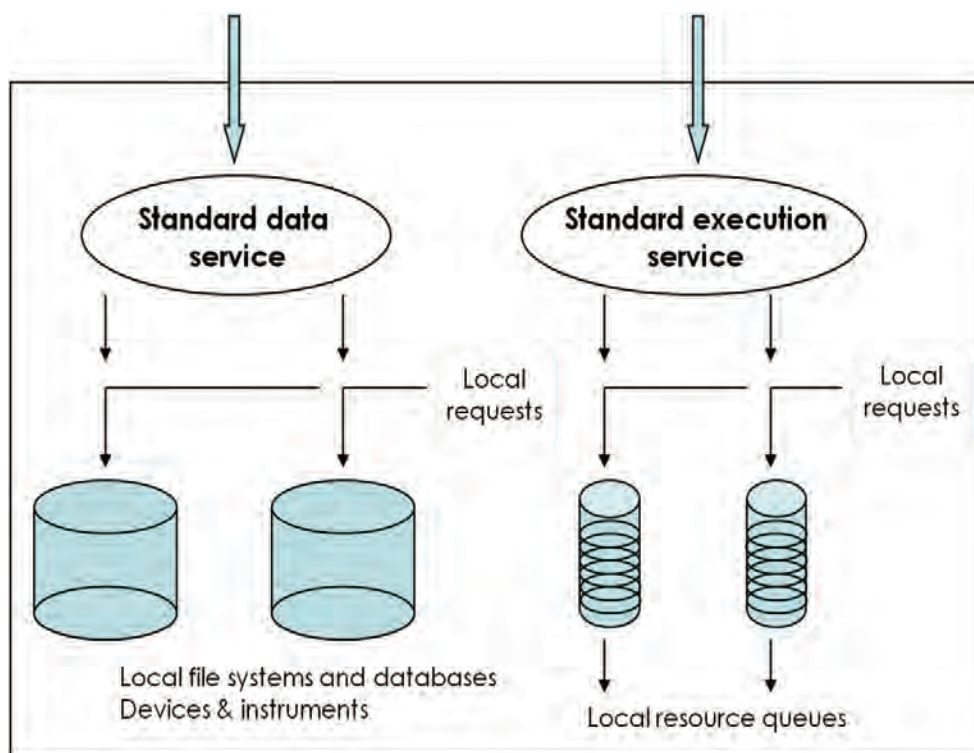 Standard data
service
Standard execution
service
Local
requests
Local
requests
Local file systems and databases
Devices & instruments
Local resource queues